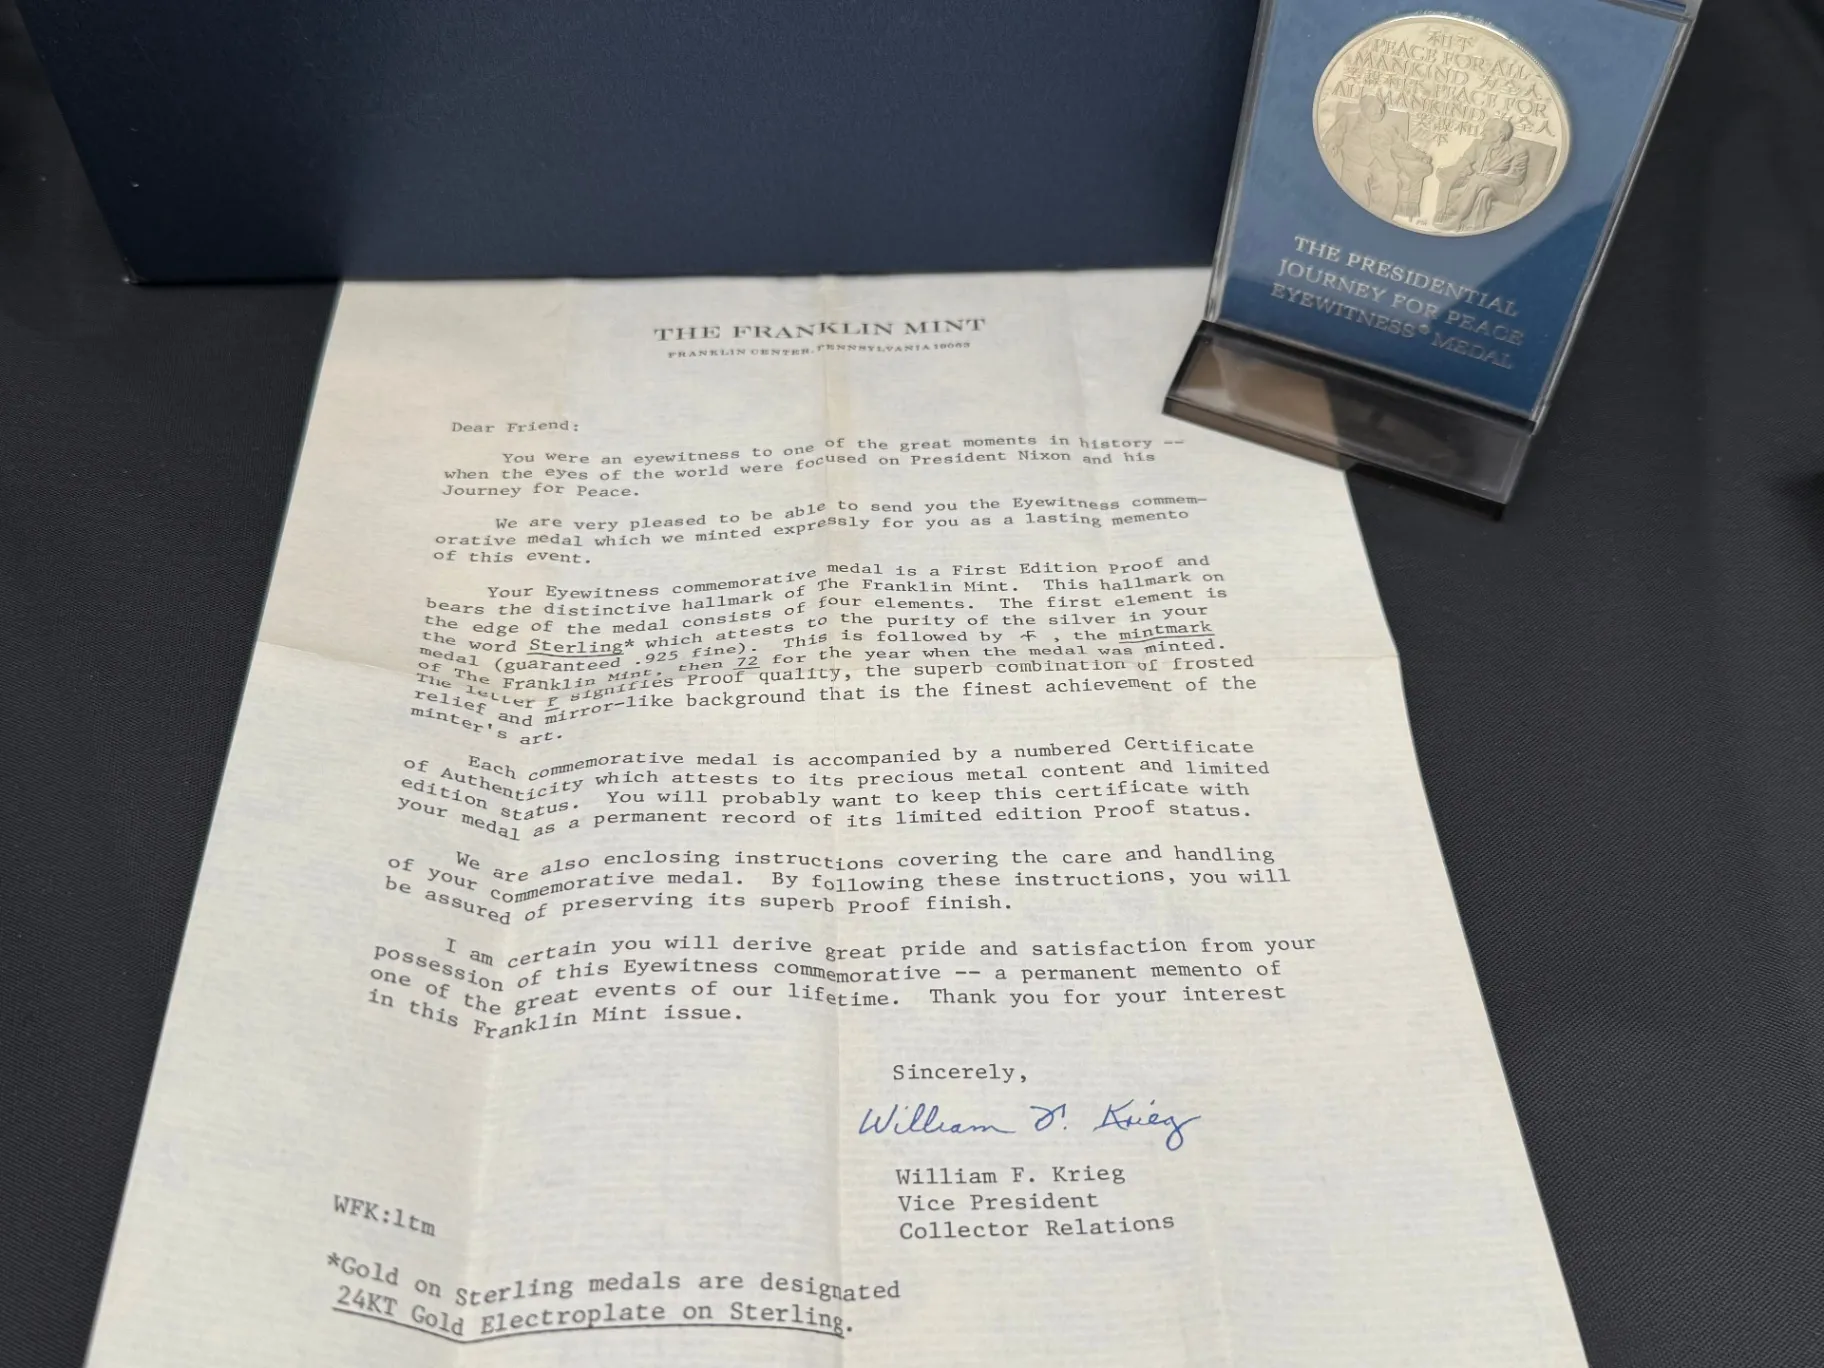 THE FRANKLIN MINT
FRANKLIN CENTER, PENNSYLVANIA 19063
Dear Friend:
You were an eyewitness to one of the great moments in history --
when the eyes of the world were focused on President Nixon and his
Journey for Peace.
We are very pleased to be able to send you the Eyewitness commem-
orative medal which we minted expressly for you as a lasting memento
of this event.
Your Eyewitness commemorative medal is a First Edition Proof and
bears the distinctive hallmark of The Franklin Mint. This hallmark on
the edge of the medal consists of four elements. The first element is
the word Sterling* which attests to the purity of the silver in your
medal (guaranteed .925 fine). This is followed by , the mintmark
of The Franklin Mint, then 72 for the year when the medal was minted.
The letter P signifies Proof quality, the superb combination of frosted
relief and mirror-like background that is the finest achievement of the
minter's art.
Each commemorative medal is accompanied by a numbered Certificate
of Authenticity which attests to its precious metal content and limited
edition status. You will probably want to keep this certificate with
your medal as a permanent record of its limited edition Proof status.
We are also enclosing instructions covering the care and handling
of your commemorative medal. By following these instructions, you will
be assured of preserving its superb Proof finish.
I am certain you will derive great pride and satisfaction from your
possession of this Eyewitness commemorative -- a permanent memento of
one of the great events of our lifetime. Thank you for your interest
in this Franklin Mint issue.
Sincerely,
William F. Krieg
William F. Krieg
Vice President
Collector Relations
WFK:ltm
*Gold on Sterling medals are designated
24KT Gold Electroplate on Sterling.
和平
PEACE FOR ALL
MANKIND 为全人
PEACE FOR
ALL MANKIND 为全人
THE PRESIDENTIAL
JOURNEY FOR PEACE
EYEWITNESS® MEDAL